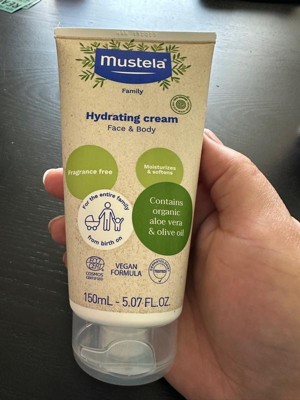 Mustela
Family
Hydrating cream
Face & Body
Fragrance free
Moisturizes
& softens
For the entire family
from birth on
Contains
organic
aloe vera
& olive oil
COSMOS
VEGAN
FORMULA
150mL - 5.07 FL.OZ.